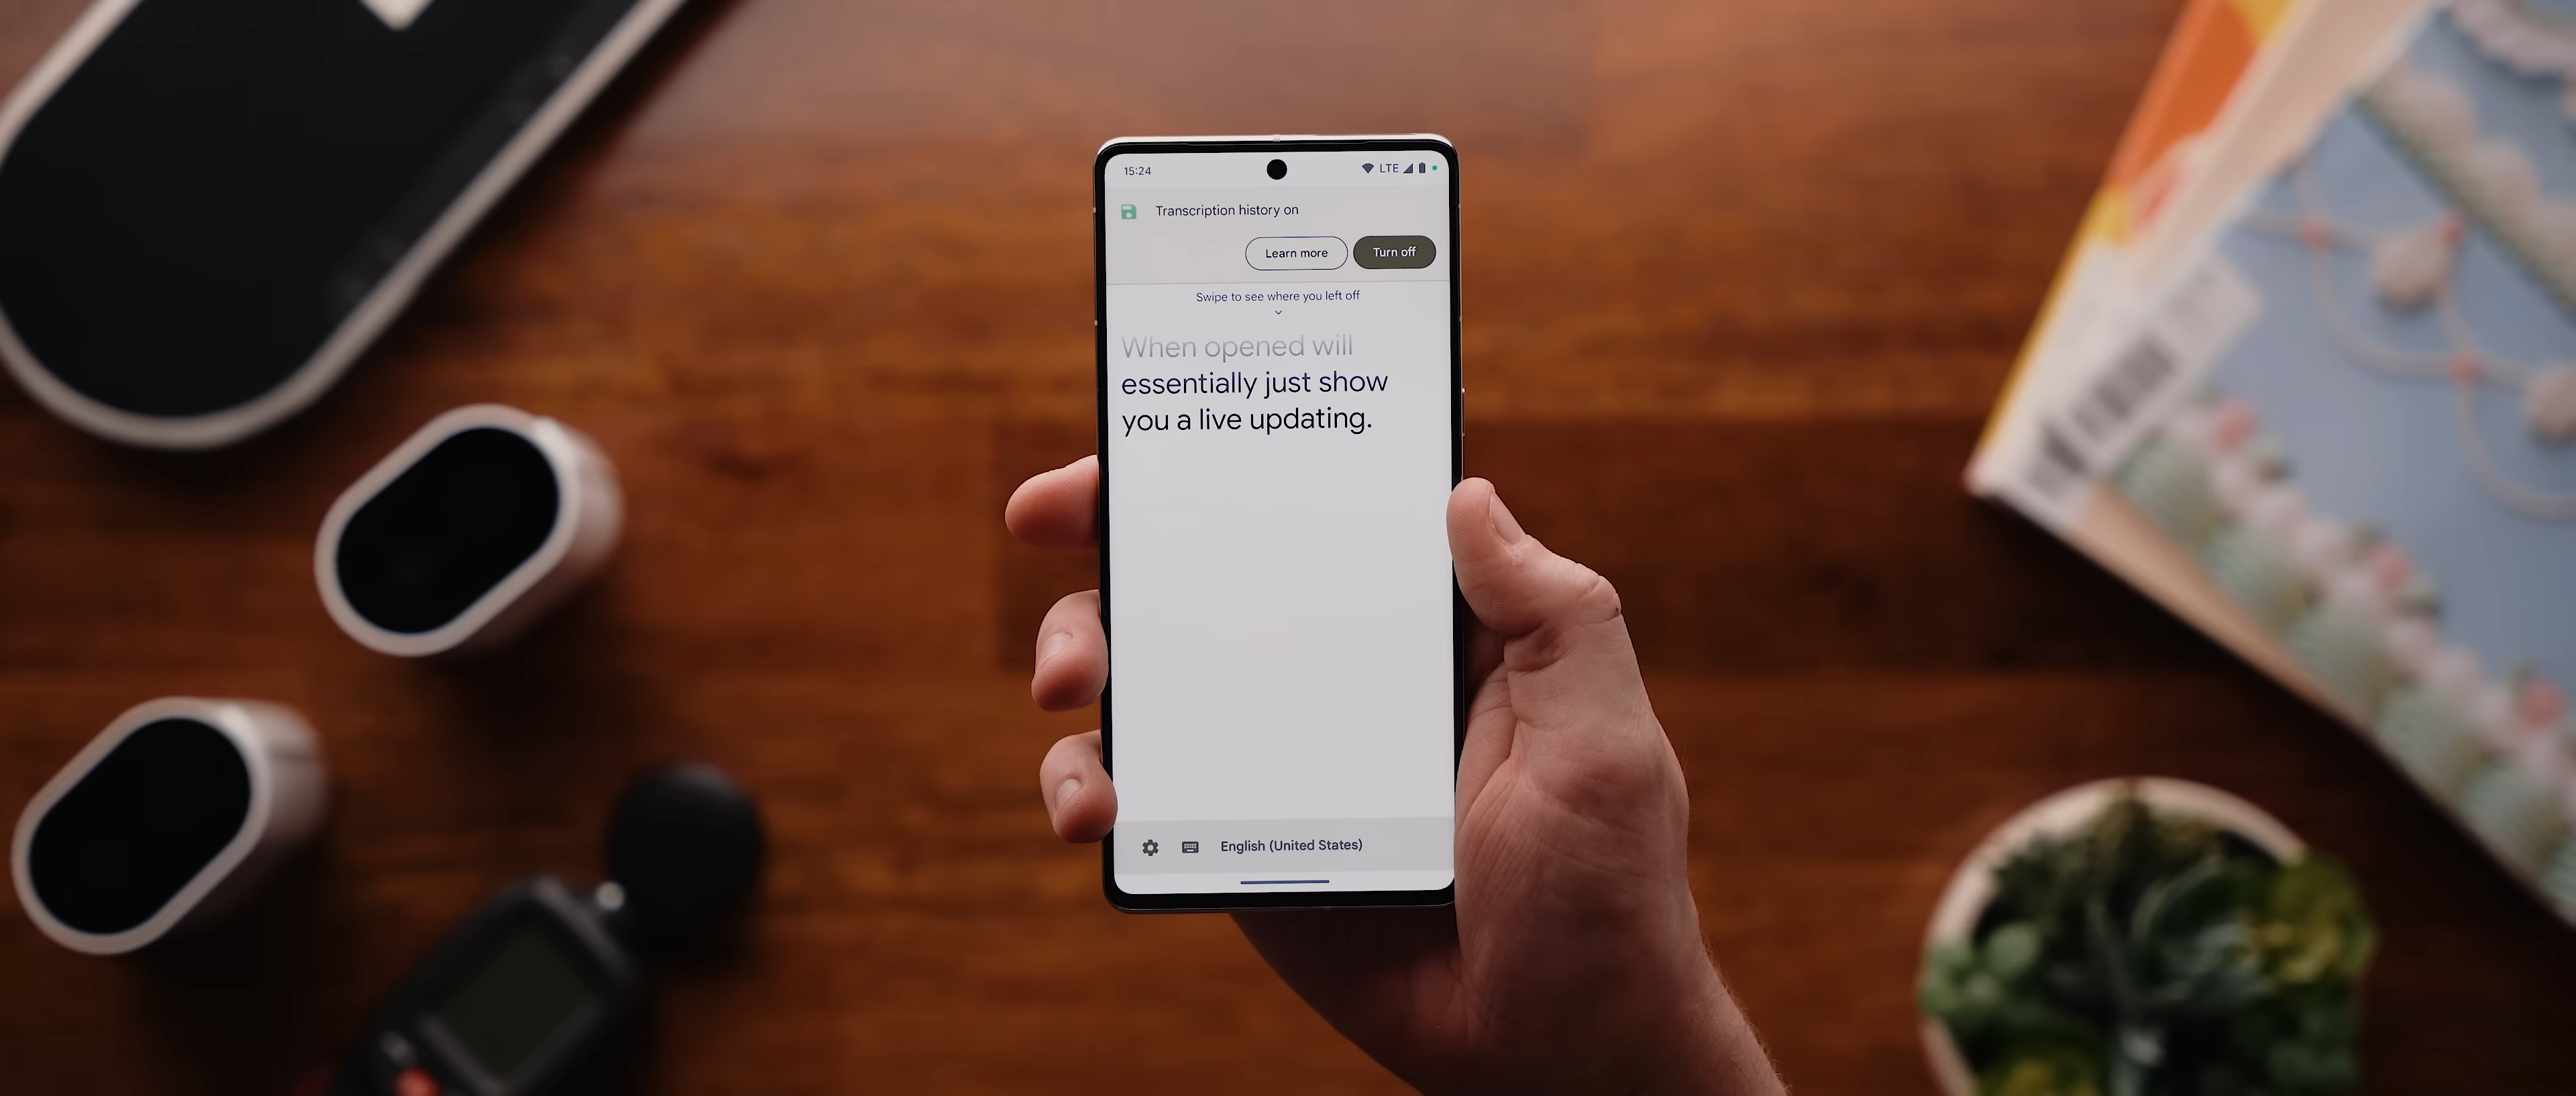 15:24 LTE
Transcription history on
Learn more Turn off
Swipe to see where you left off
When opened will
essentially just show
you a live updating.
English (United States)